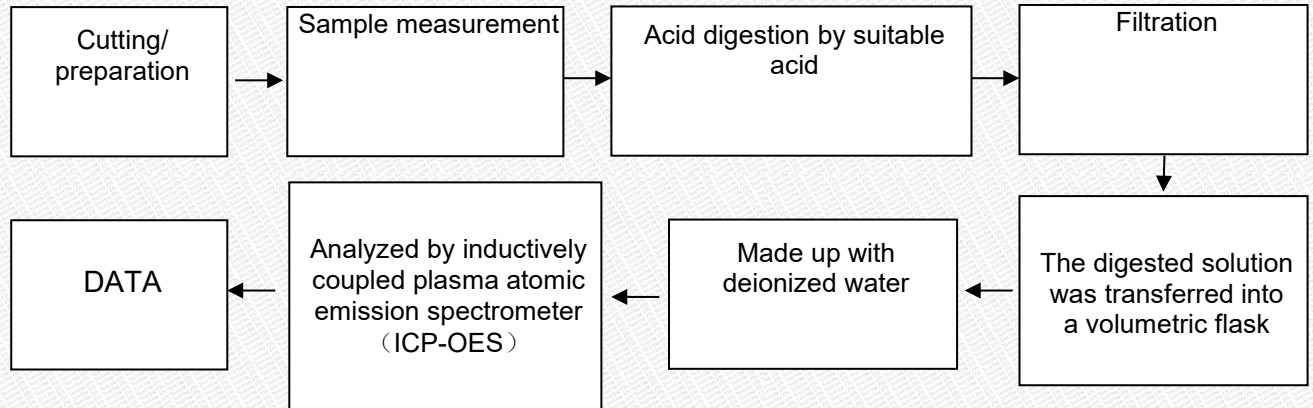 Cutting/
preparation
Sample measurement
Acid digestion by suitable
acid
Filtration
The digested solution
was transferred into
a volumetric flask
Made up with
deionized water
Analyzed by inductively
coupled plasma atomic
emission spectrometer
（ICP-OES）
DATA